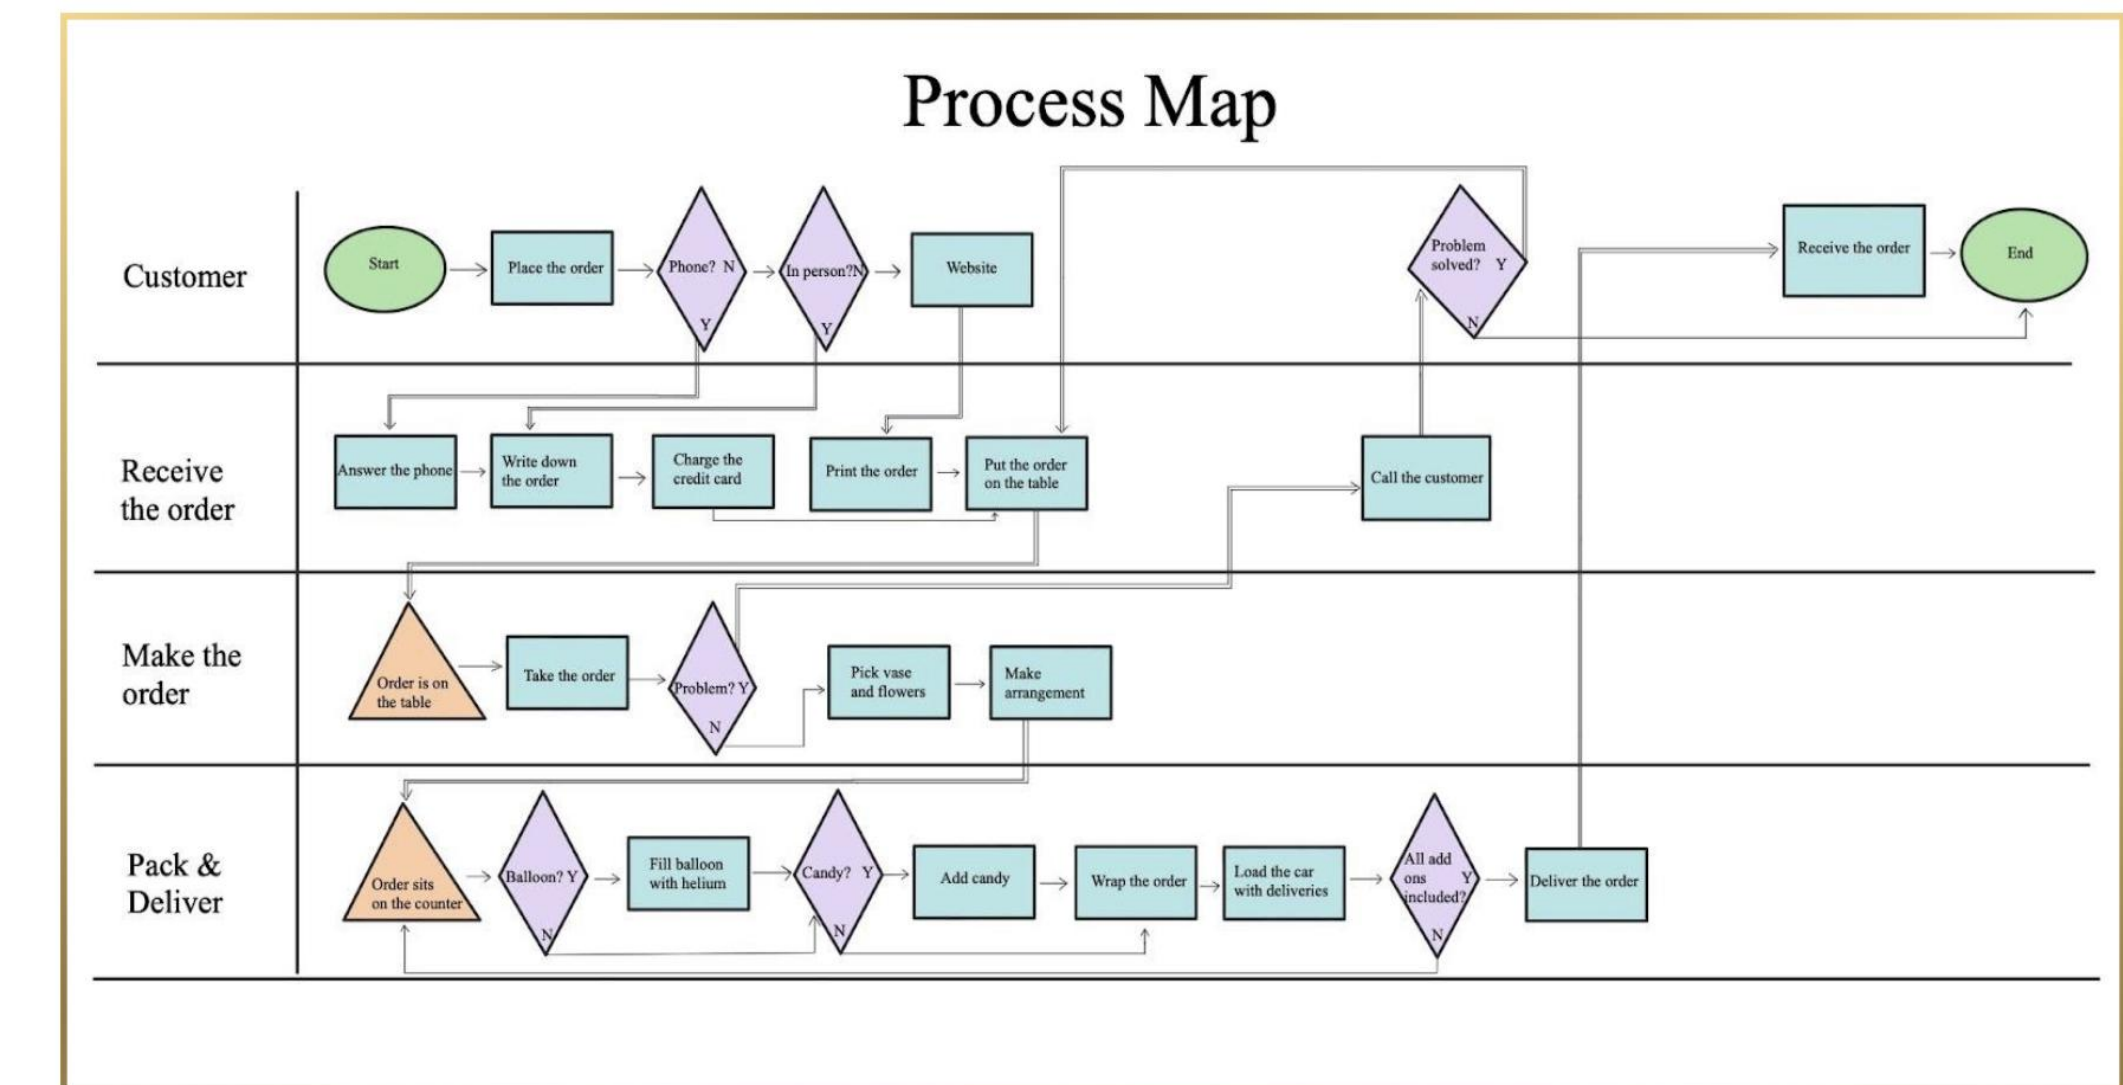 Process Map
Customer
Start
Place the order
Phone? N
Y
In person?N
Y
Website
Problem
solved? Y
N
Receive the order
End
Receive
the order
Answer the phone
Write down
the order
Charge the
credit card
Print the order
Put the order
on the table
Call the customer
Make the
order
Order is on
the table
Take the order
Problem? Y
N
Pick vase
and flowers
Make
arrangement
Pack &
Deliver
Order sits
on the counter
Balloon? Y
N
Fill balloon
with helium
Candy? Y
N
Add candy
Wrap the order
Load the car
with deliveries
All add
ons Y
included?
N
Deliver the order